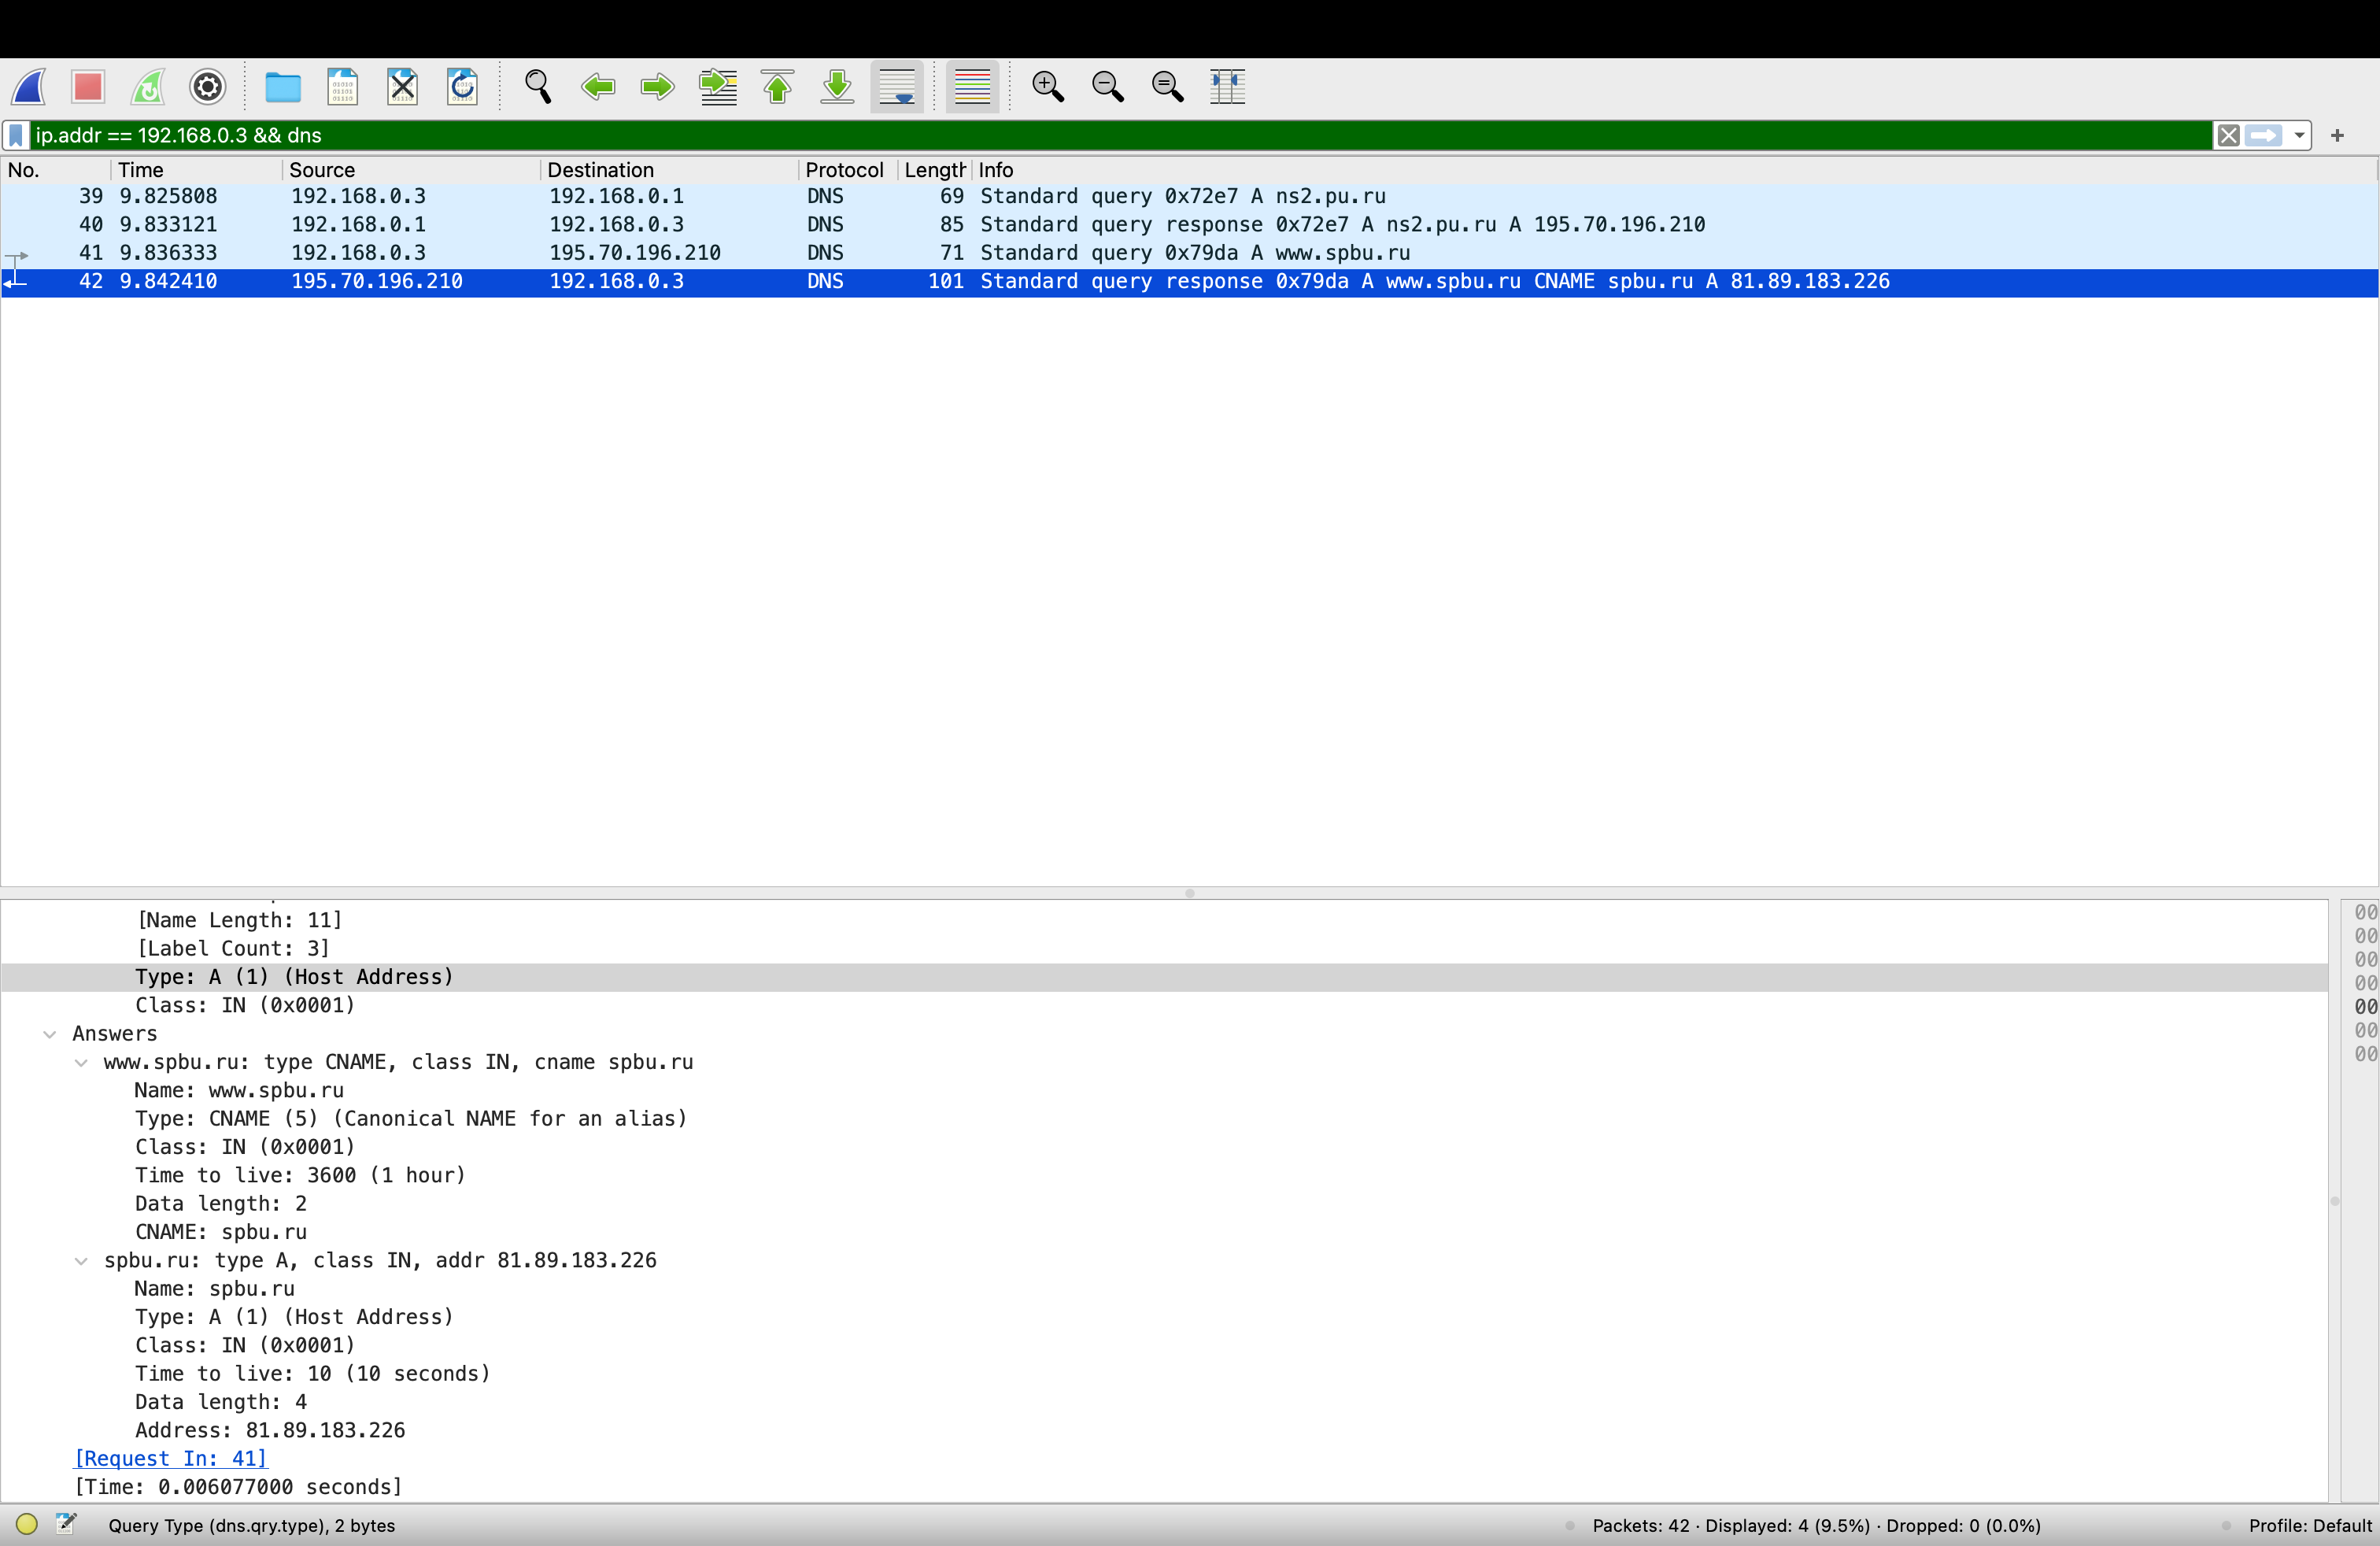 ip.addr == 192.168.0.3 && dns
No. Time Source Destination Protocol Length Info
39 9.825808 192.168.0.3 192.168.0.1 DNS 69 Standard query 0x72e7 A ns2.pu.ru
40 9.833121 192.168.0.1 192.168.0.3 DNS 85 Standard query response 0x72e7 A ns2.pu.ru A 195.70.196.210
41 9.836333 192.168.0.3 195.70.196.210 DNS 71 Standard query 0x79da A www.spbu.ru
42 9.842410 195.70.196.210 192.168.0.3 DNS 101 Standard query response 0x79da A www.spbu.ru CNAME spbu.ru A 81.89.183.226
[Name Length: 11]
[Label Count: 3]
Type: A (1) (Host Address)
Class: IN (0x0001)
Answers
www.spbu.ru: type CNAME, class IN, cname spbu.ru
Name: www.spbu.ru
Type: CNAME (5) (Canonical NAME for an alias)
Class: IN (0x0001)
Time to live: 3600 (1 hour)
Data length: 2
CNAME: spbu.ru
spbu.ru: type A, class IN, addr 81.89.183.226
Name: spbu.ru
Type: A (1) (Host Address)
Class: IN (0x0001)
Time to live: 10 (10 seconds)
Data length: 4
Address: 81.89.183.226
[Request In: 41]
[Time: 0.006077000 seconds]
00
00
00
00
00
00
00
Query Type (dns.qry.type), 2 bytes
Packets: 42 · Displayed: 4 (9.5%) · Dropped: 0 (0.0%)
Profile: Default